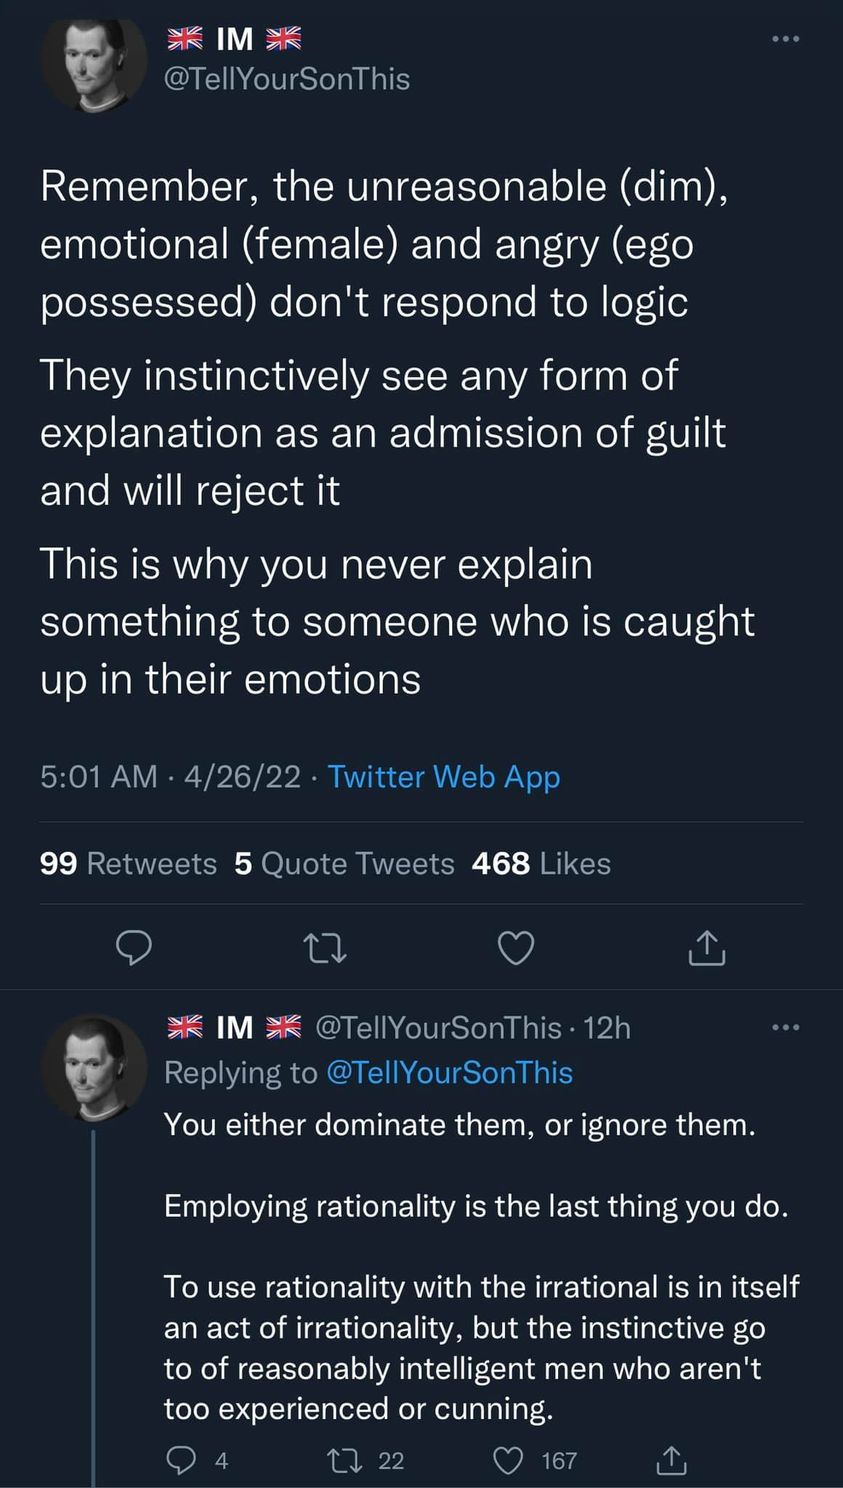 🇬🇧 IM 🇬🇧
@TellYourSonThis
Remember, the unreasonable (dim),
emotional (female) and angry (ego
possessed) don't respond to logic
They instinctively see any form of
explanation as an admission of guilt
and will reject it
This is why you never explain
something to someone who is caught
up in their emotions
5:01 AM · 4/26/22 · Twitter Web App
99 Retweets 5 Quote Tweets 468 Likes
🇬🇧 IM 🇬🇧 @TellYourSonThis · 12h
Replying to @TellYourSonThis
You either dominate them, or ignore them.
Employing rationality is the last thing you do.
To use rationality with the irrational is in itself
an act of irrationality, but the instinctive go
to of reasonably intelligent men who aren't
too experienced or cunning.
4 22 167